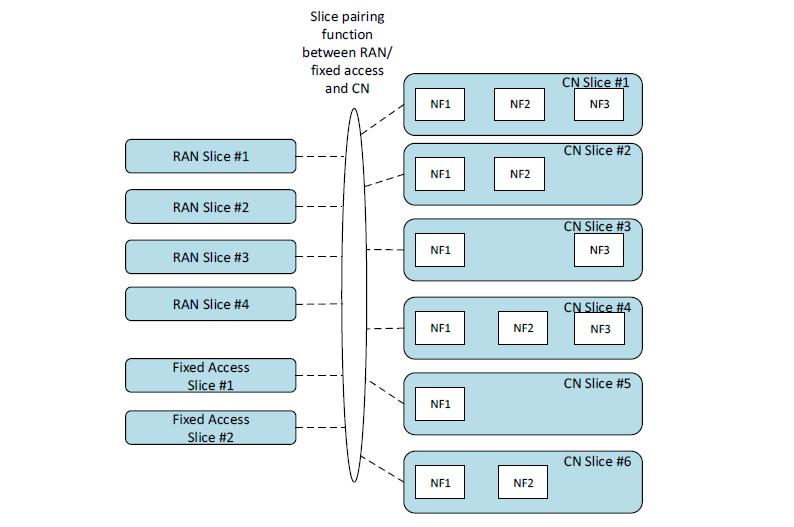 Slice pairing
function
between RAN/
fixed access
and CN
RAN Slice #1
RAN Slice #2
RAN Slice #3
RAN Slice #4
Fixed Access
Slice #1
Fixed Access
Slice #2
CN Slice #1
NF1 NF2 NF3
CN Slice #2
NF1 NF2
CN Slice #3
NF1 NF3
CN Slice #4
NF1 NF2 NF3
CN Slice #5
NF1
CN Slice #6
NF1 NF2